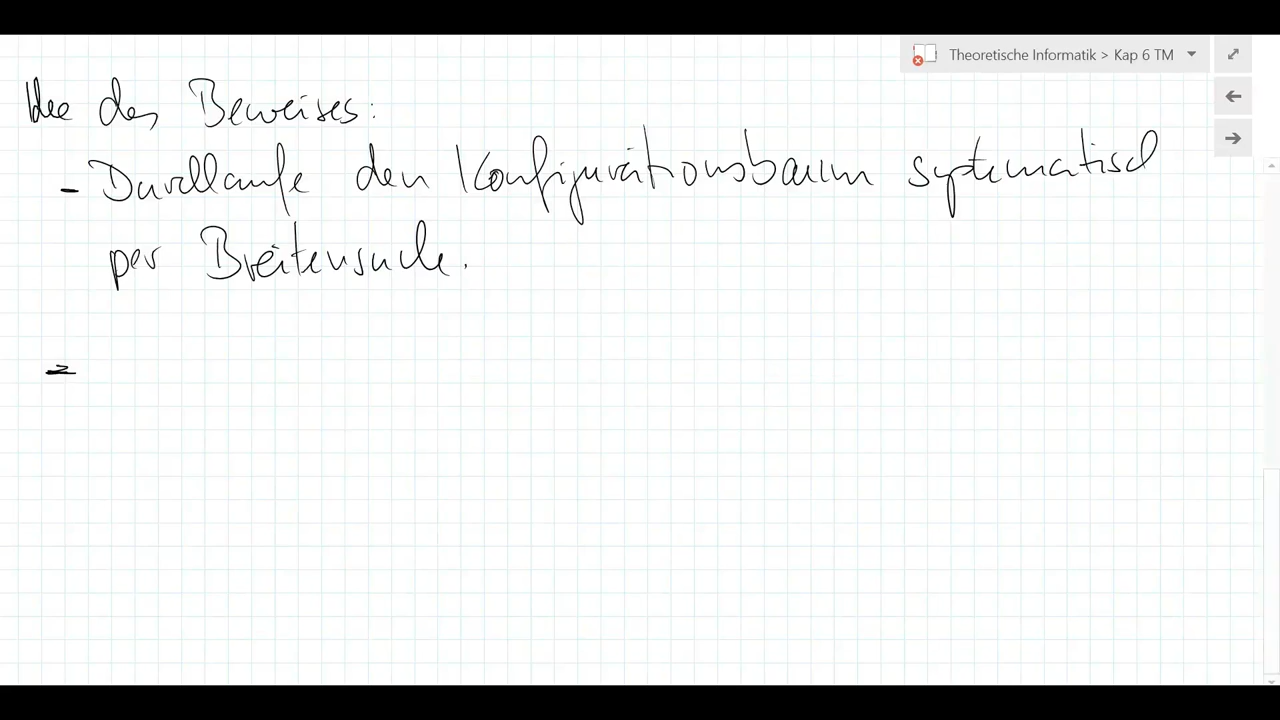 Theoretische Informatik > Kap 6 TM
Idee des Beweises:
- Durchlaufe den Konfigurationsbaum systematisch
per Breitensuche.
-